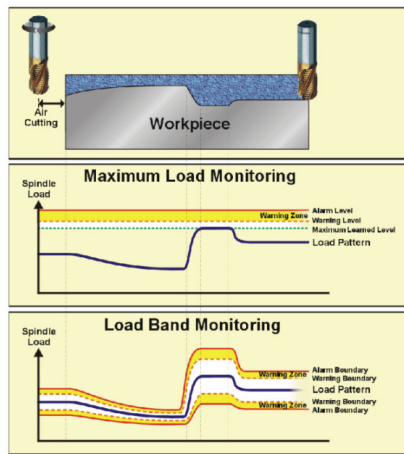 Air
Cutting
Workpiece
Maximum Load Monitoring
Spindle
Load
Alarm Level
Warning Zone
Warning Level
Maximum Learned Level
Load Pattern
Load Band Monitoring
Spindle
Load
Alarm Boundary
Warning Zone
Warning Boundary
Load Pattern
Warning Boundary
Warning Zone
Alarm Boundary